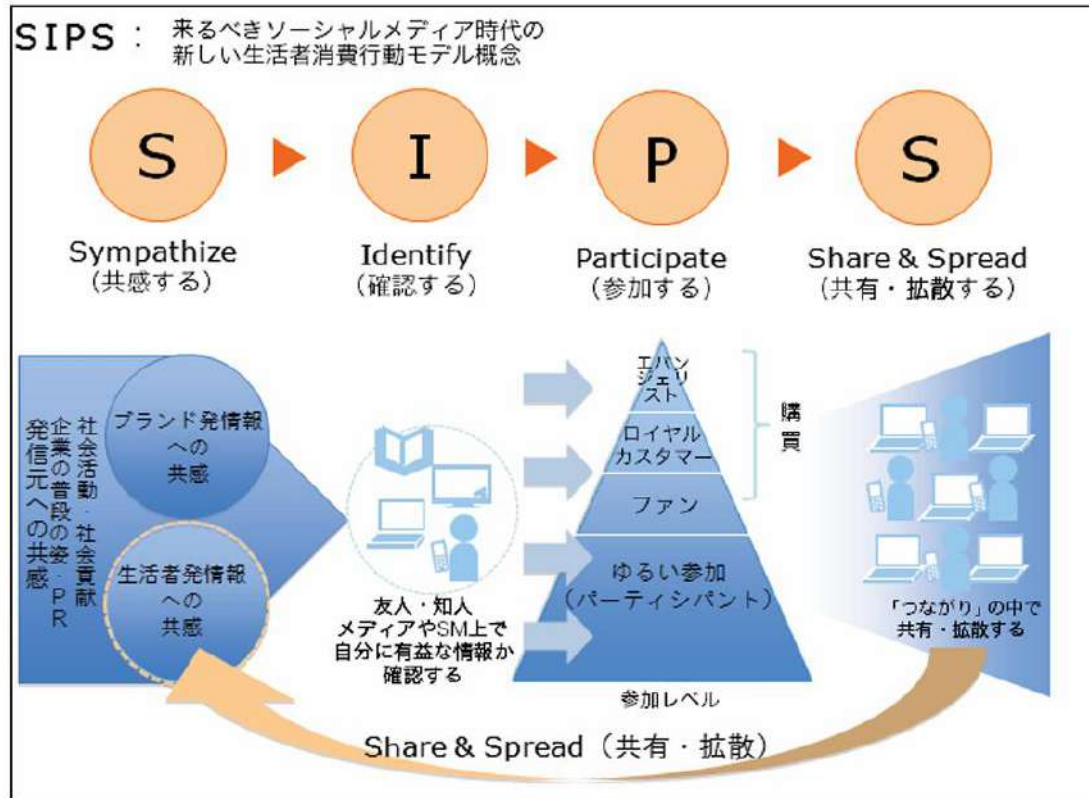 SIPS：
来るべきソーシャルメディア時代の
新しい生活者消費行動モデル概念
S
I
P
S
Sympathize
（共感する）
Identify
（確認する）
Participate
（参加する）
Share & Spread
（共有・拡散する）
社会活動・社会貢献
企業の普段の姿・PR
発信元への共感
ブランド発情報
への
共感
生活者発情報
への
共感
友人・知人
メディアやSM上で
自分に有益な情報か
確認する
エバン
ジェリ
スト
ロイヤル
カスタマー
ファン
ゆるい参加
（パーティシパント）
参加レベル
購買
「つながり」の中で
共有・拡散する
Share & Spread（共有・拡散）